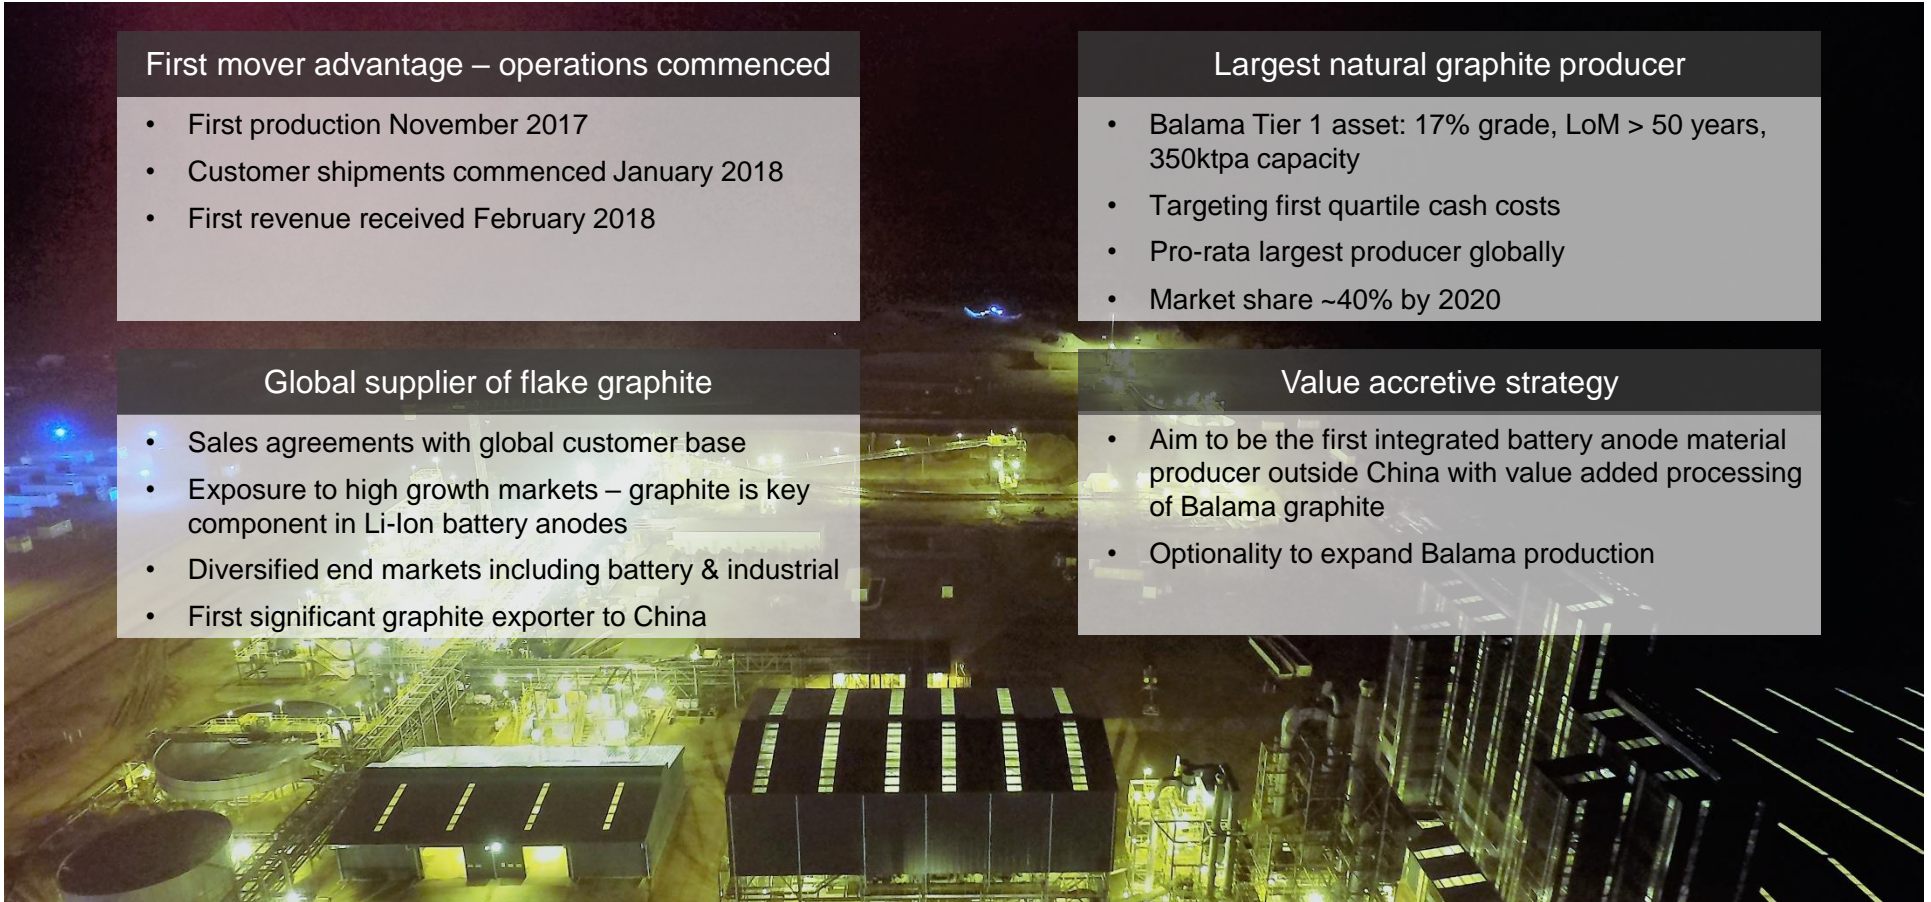 First mover advantage – operations commenced
• First production November 2017
• Customer shipments commenced January 2018
• First revenue received February 2018
Largest natural graphite producer
• Balama Tier 1 asset: 17% grade, LoM > 50 years,
350ktpa capacity
• Targeting first quartile cash costs
• Pro-rata largest producer globally
• Market share ~40% by 2020
Global supplier of flake graphite
• Sales agreements with global customer base
• Exposure to high growth markets – graphite is key
component in Li-Ion battery anodes
• Diversified end markets including battery & industrial
• First significant graphite exporter to China
Value accretive strategy
• Aim to be the first integrated battery anode material
producer outside China with value added processing
of Balama graphite
• Optionality to expand Balama production